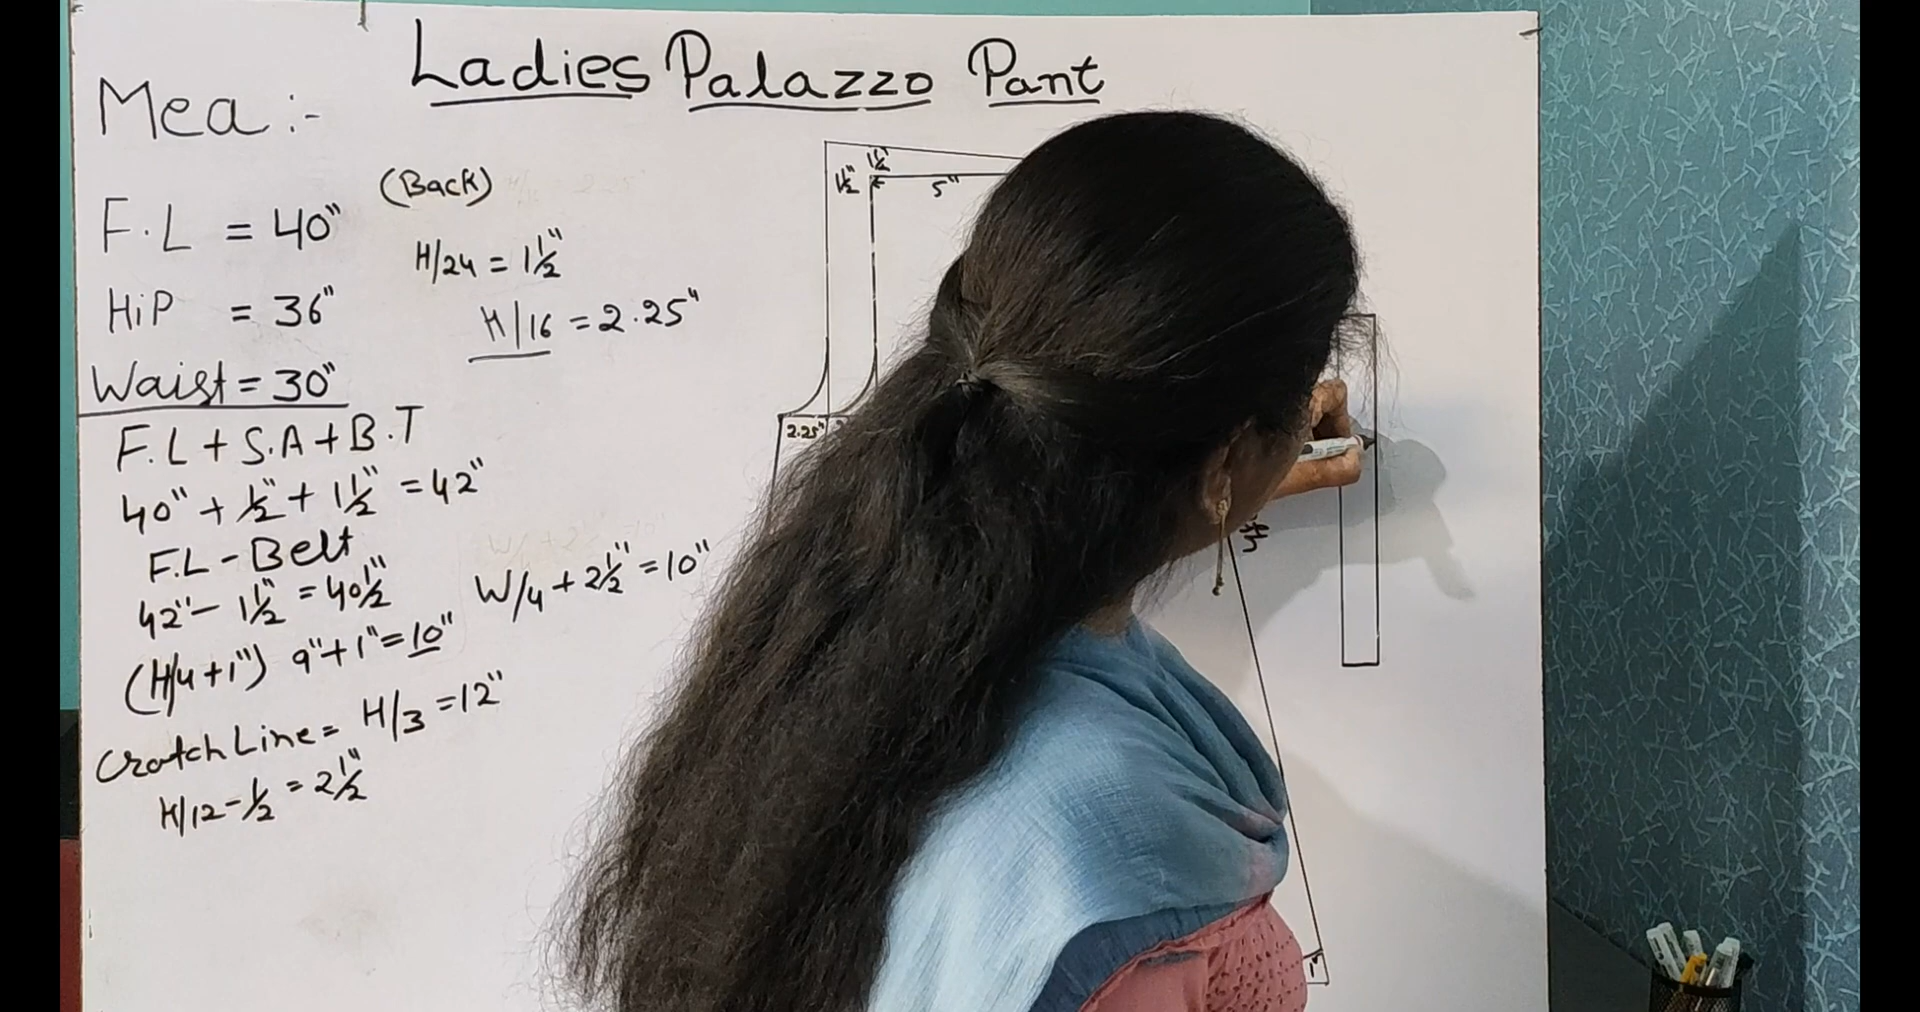 Ladies Palazzo Pant
Mea :-
F.L = 40"
HiP = 36"
Waist = 30"
F.L + S.A + B.T
40" + ½" + 1½" = 42"
F.L - Belt
42" - 1½" = 40½"
(H/4 + 1") 9" + 1" = 10"
Cratch Line = H/3 = 12"
H/12 - ½ = 2½"
(Back)
H/24 = 1½"
H/16 = 2.25"
W/4 + 2½" = 10"
1½"
1½"
5"
2.25"
1"